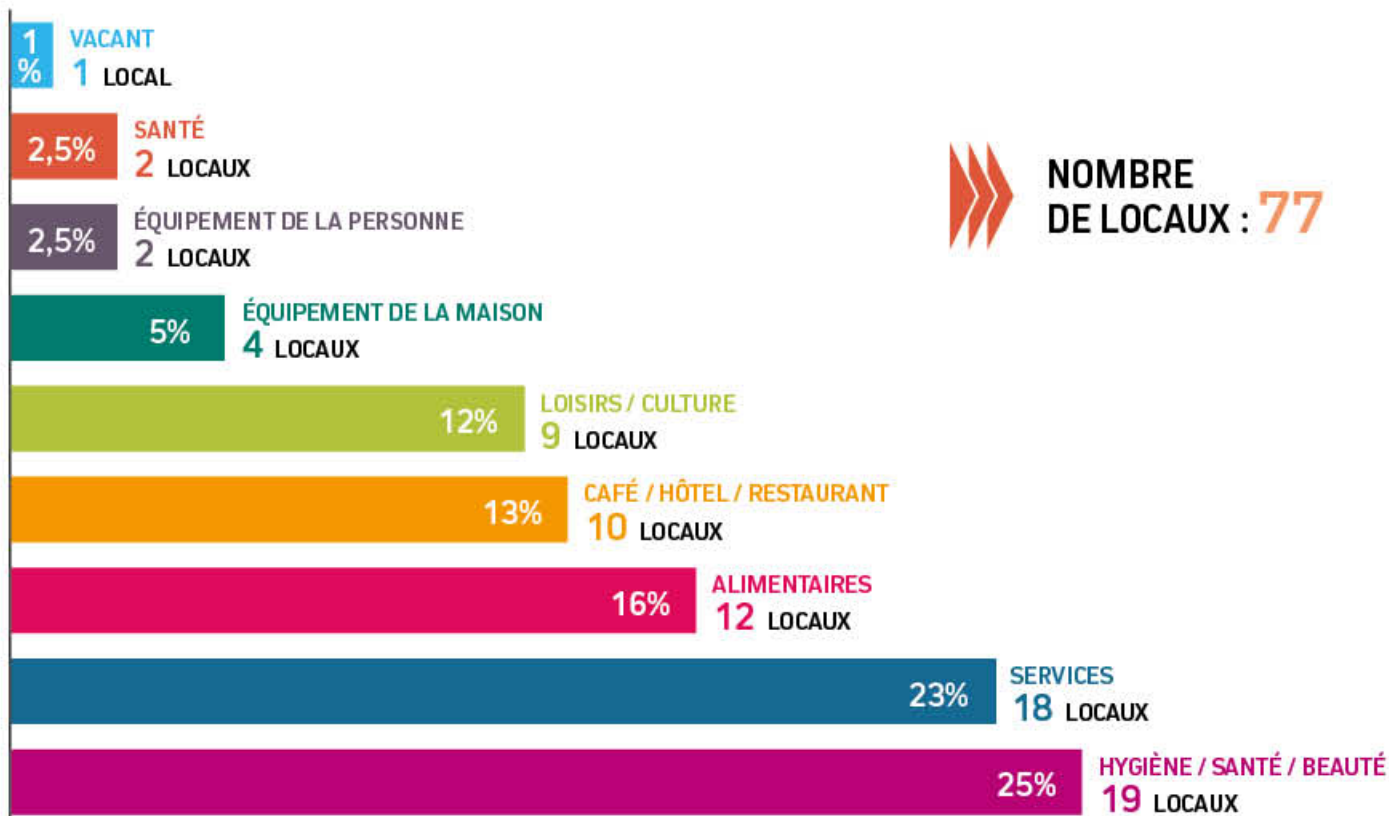 1
%
VACANT
1 LOCAL
2,5%
SANTÉ
2 LOCAUX
NOMBRE
DE LOCAUX : 77
2,5%
ÉQUIPEMENT DE LA PERSONNE
2 LOCAUX
5%
ÉQUIPEMENT DE LA MAISON
4 LOCAUX
12%
LOISIRS / CULTURE
9 LOCAUX
13%
CAFÉ / HÔTEL / RESTAURANT
10 LOCAUX
16%
ALIMENTAIRES
12 LOCAUX
23%
SERVICES
18 LOCAUX
25%
HYGIÈNE / SANTÉ / BEAUTÉ
19 LOCAUX